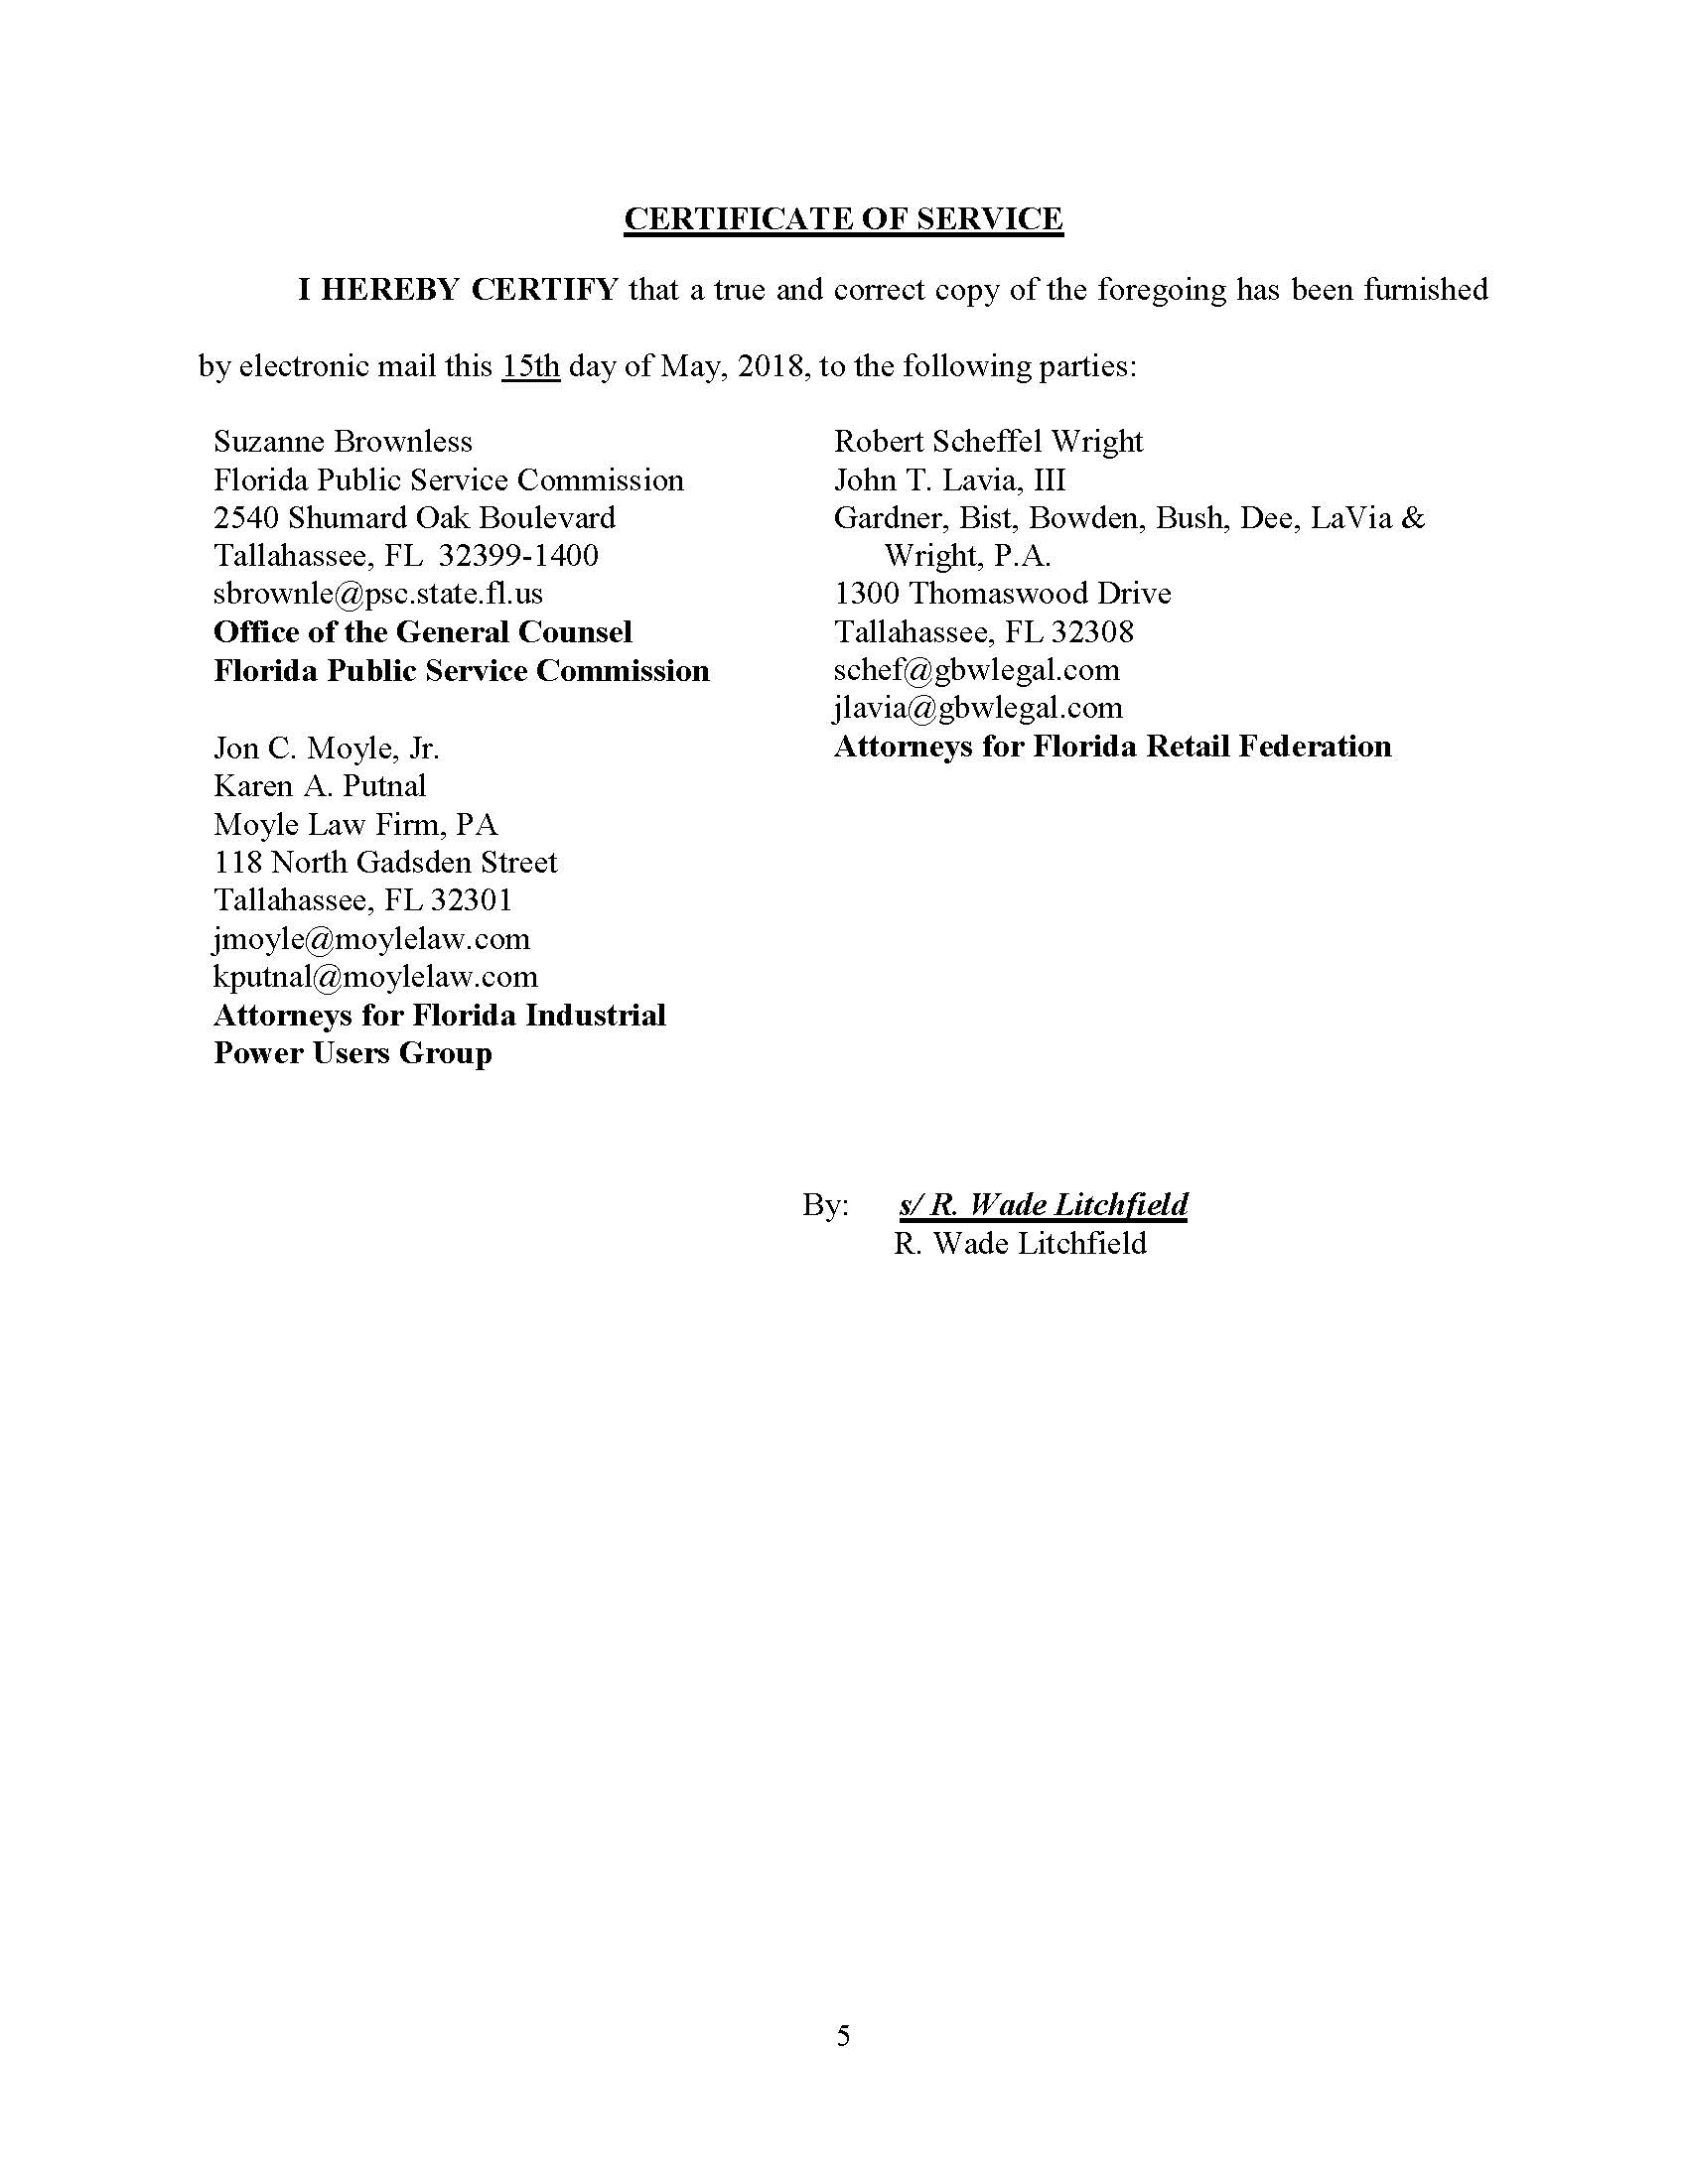 CERTIFICATE OF SERVICE
I HEREBY CERTIFY that a true and correct copy of the foregoing has been furnished
by electronic mail this 15th day of May, 2018, to the following parties:
Suzanne Brownless
Florida Public Service Commission
2540 Shumard Oak Boulevard
Tallahassee, FL  32399-1400
sbrownle@psc.state.fl.us
Office of the General Counsel
Florida Public Service Commission
Jon C. Moyle, Jr.
Karen A. Putnal
Moyle Law Firm, PA
118 North Gadsden Street
Tallahassee, FL 32301
jmoyle@moylelaw.com
kputnal@moylelaw.com
Attorneys for Florida Industrial
Power Users Group
Robert Scheffel Wright
John T. Lavia, III
Gardner, Bist, Bowden, Bush, Dee, LaVia &
Wright, P.A.
1300 Thomaswood Drive
Tallahassee, FL 32308
schef@gbwlegal.com
jlavia@gbwlegal.com
Attorneys for Florida Retail Federation
By: s/ R. Wade Litchfield
R. Wade Litchfield
5